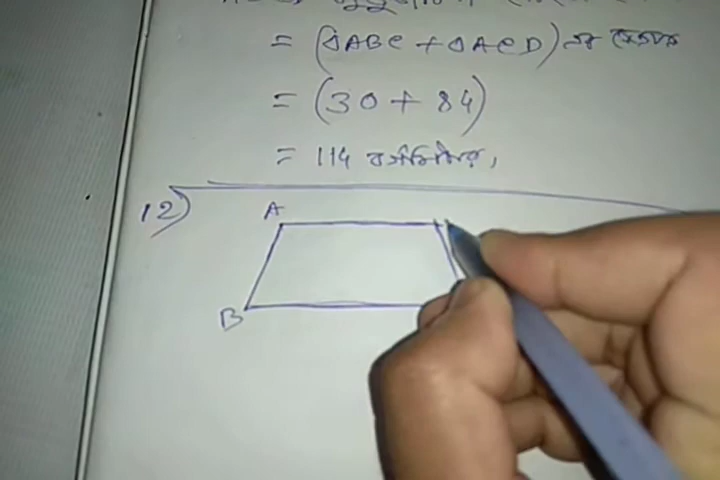 = (ΔABC + ΔACD) এর ক্ষেত্রফল
= (30 + 84)
= 114 বর্গমিটার,
12)
A
B